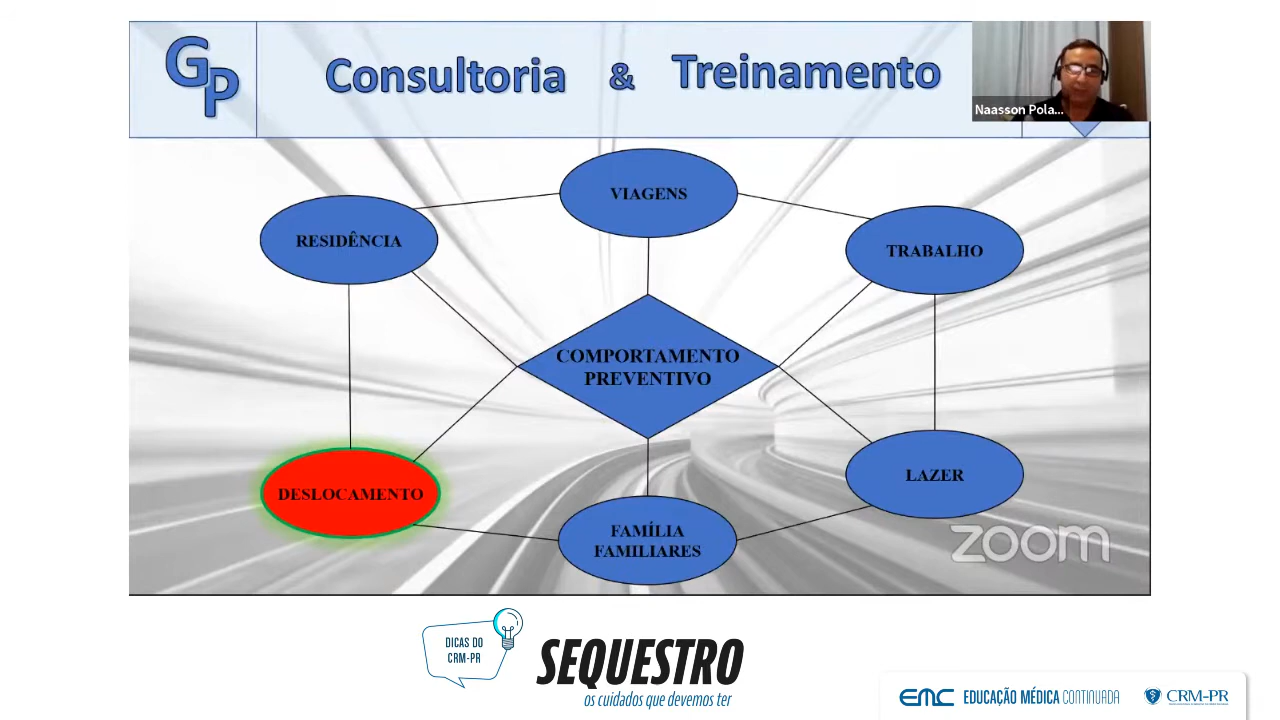 GP
Consultoria & Treinamento
Naasson Pola...
VIAGENS
RESIDÊNCIA
TRABALHO
COMPORTAMENTO
PREVENTIVO
DESLOCAMENTO
LAZER
FAMÍLIA
FAMILIARES
zoom
DICAS DO
CRM-PR
SEQUESTRO
os cuidados que devemos ter
EMC EDUCAÇÃO MÉDICA CONTINUADA
CRM-PR